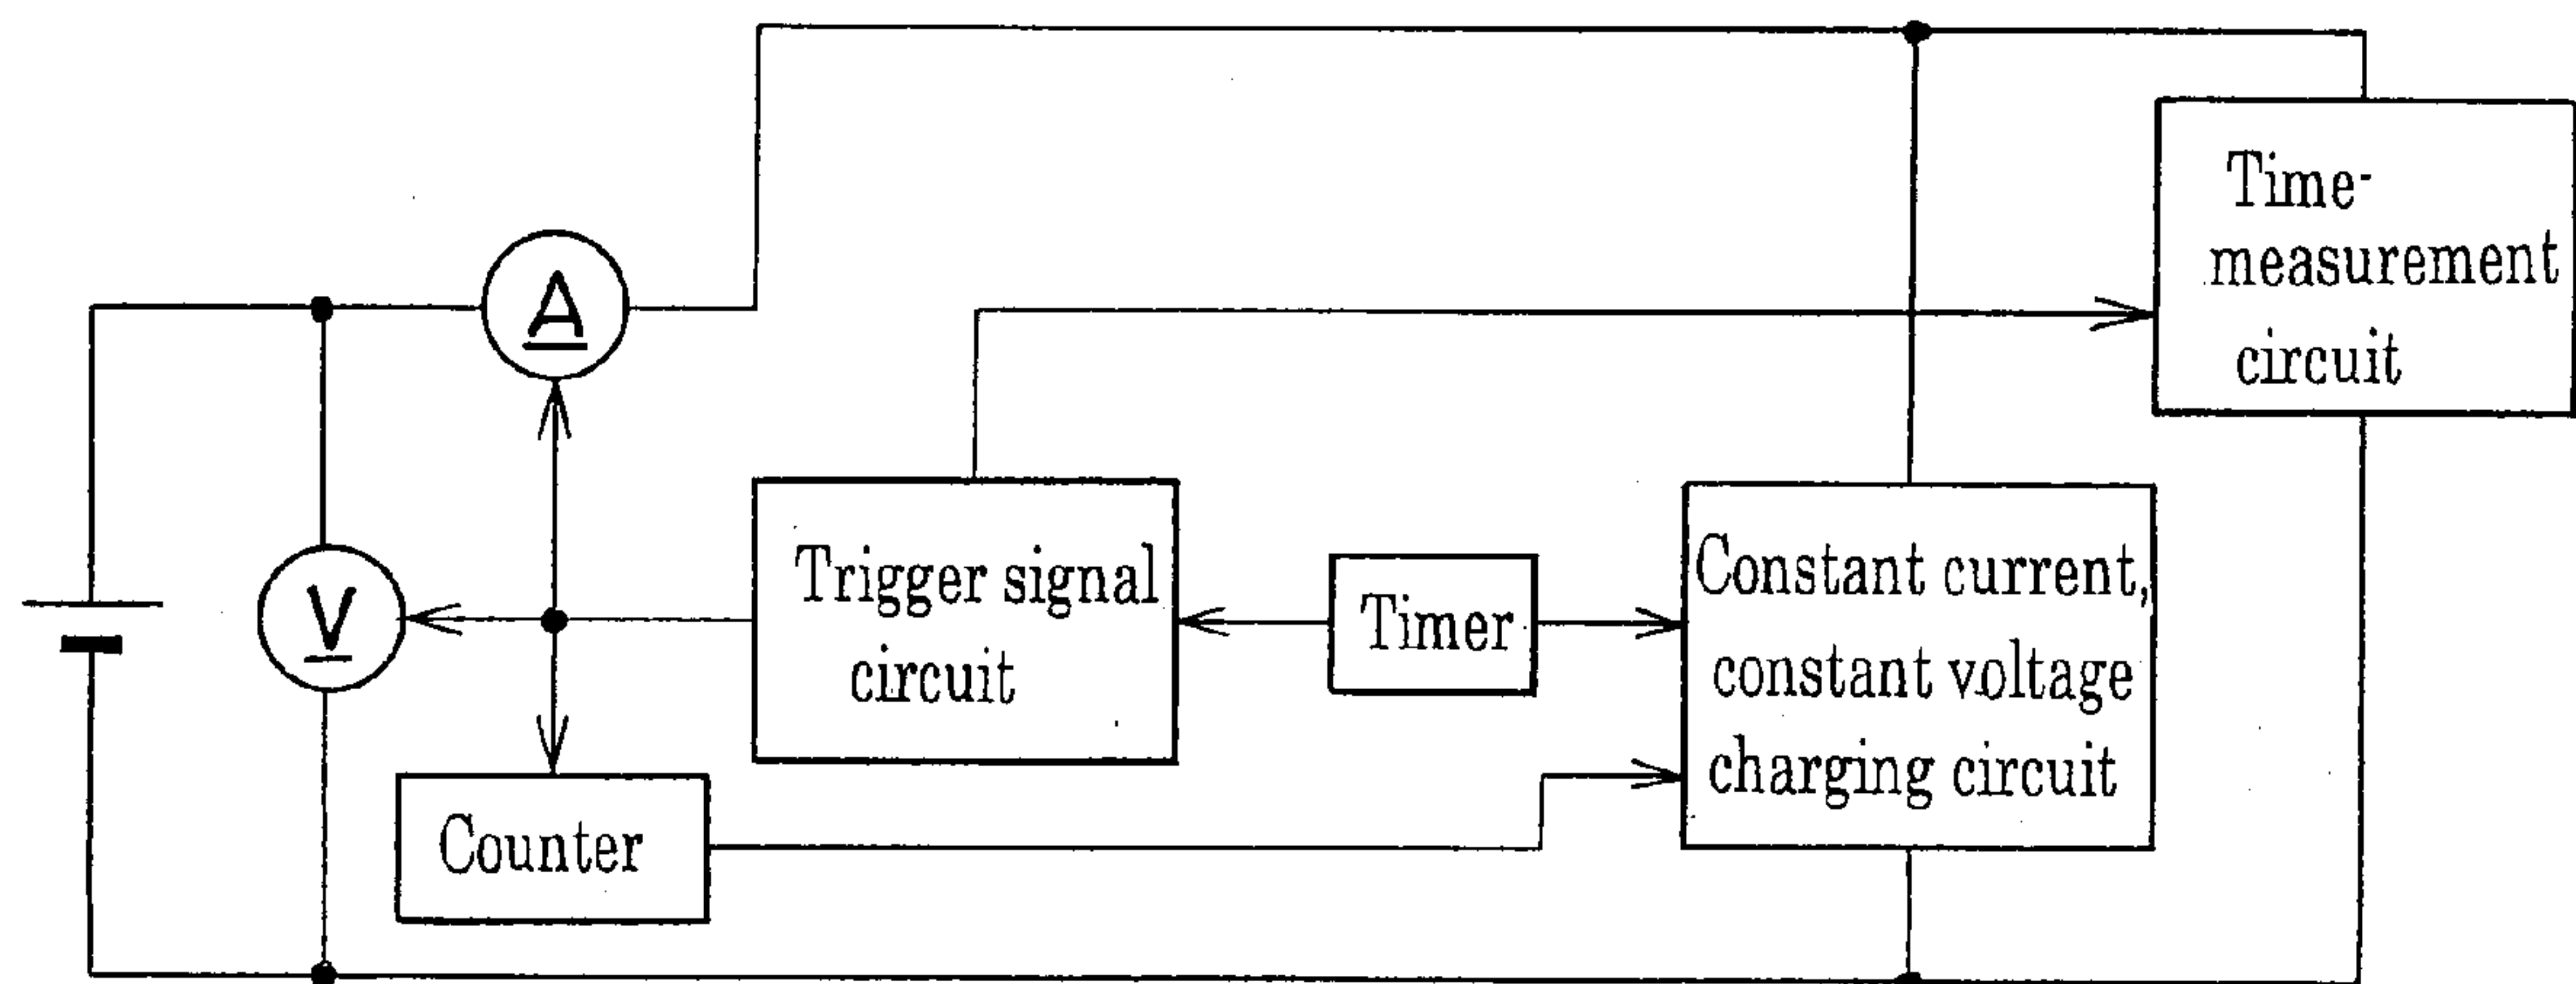 Time-
measurement
circuit
A
Trigger signal
circuit
Timer
Constant current,
constant voltage
charging circuit
V
Counter